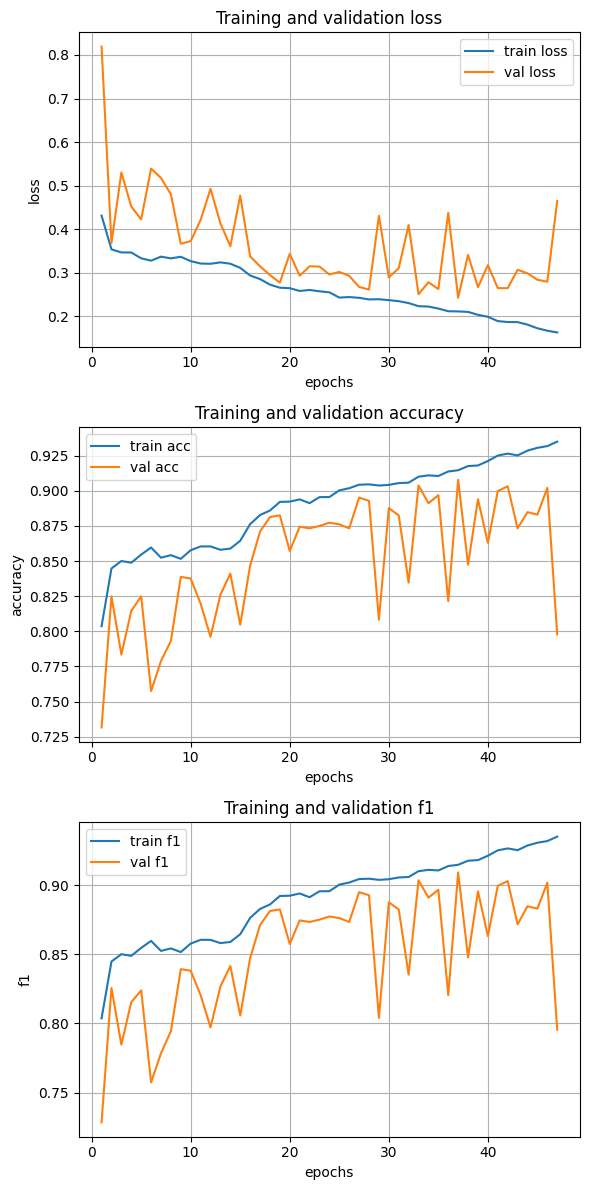 Training and validation loss
train loss
val loss
0.8
0.7
0.6
0.5
0.4
0.3
0.2
loss
0
10
20
30
40
epochs
Training and validation accuracy
train acc
val acc
0.925
0.900
0.875
0.850
0.825
0.800
0.775
0.750
0.725
accuracy
0
10
20
30
40
epochs
Training and validation f1
train f1
val f1
0.90
0.85
0.80
0.75
f1
0
10
20
30
40
epochs